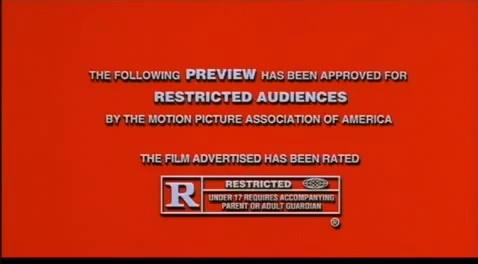 THE FOLLOWING PREVIEW HAS BEEN APPROVED FOR
RESTRICTED AUDIENCES
BY THE MOTION PICTURE ASSOCIATION OF AMERICA
THE FILM ADVERTISED HAS BEEN RATED
R
RESTRICTED
UNDER 17 REQUIRES ACCOMPANYING
PARENT OR ADULT GUARDIAN
®